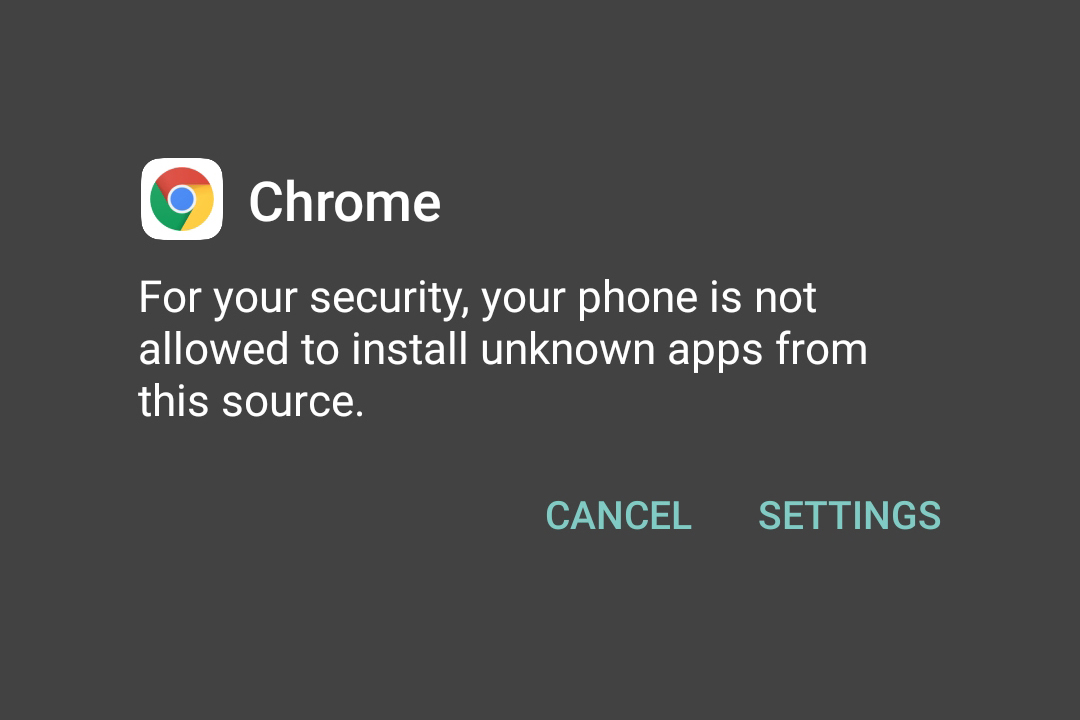 Chrome
For your security, your phone is not
allowed to install unknown apps from
this source.
CANCEL SETTINGS